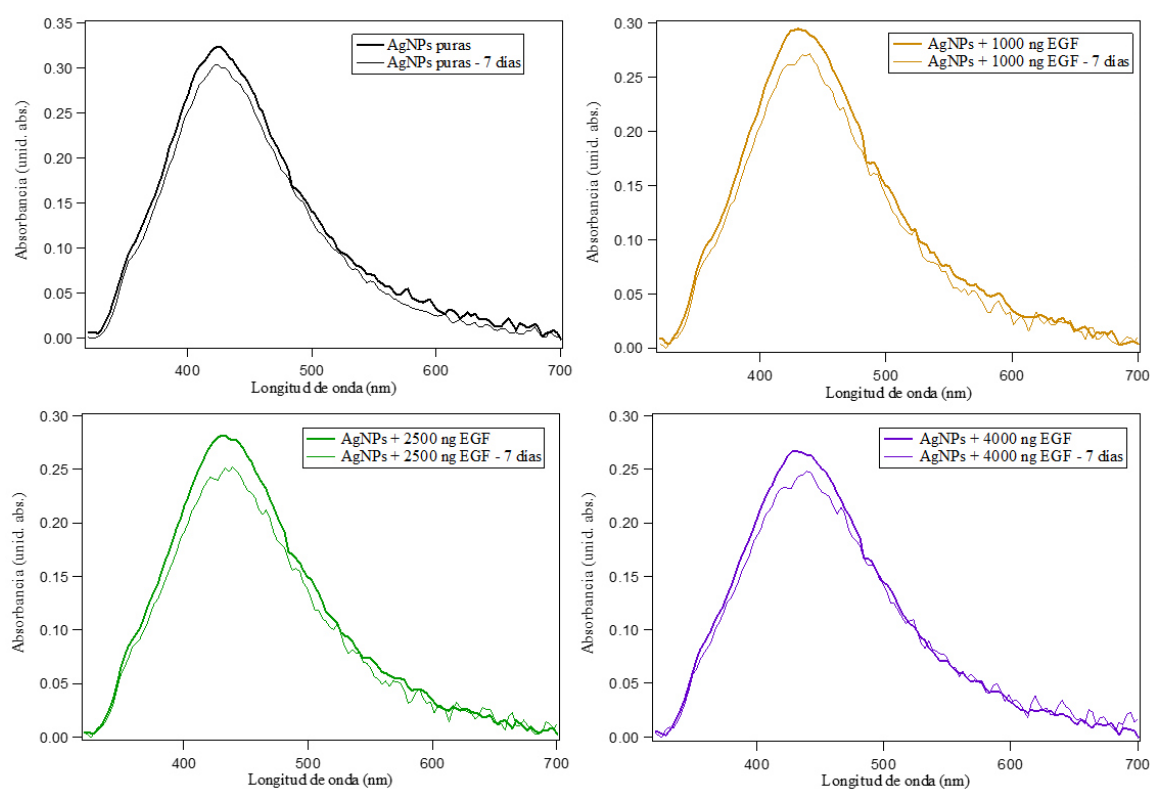 AgNPs puras
AgNPs puras - 7 dias
Absorbancia (unid. abs.)
0.35
0.30
0.25
0.20
0.15
0.10
0.05
0.00
400
500
600
700
Longitud de onda (nm)
AgNPs + 1000 ng EGF
AgNPs + 1000 ng EGF - 7 dias
Absorbancia (unid. abs.)
0.30
0.25
0.20
0.15
0.10
0.05
0.00
400
500
600
700
Longitud de onda (nm)
AgNPs + 2500 ng EGF
AgNPs + 2500 ng EGF - 7 dias
Absorbancia (unid. abs.)
0.30
0.25
0.20
0.15
0.10
0.05
0.00
400
500
600
700
Longitud de onda (nm)
AgNPs + 4000 ng EGF
AgNPs + 4000 ng EGF - 7 dias
Absorbancia (unid. abs.)
0.30
0.25
0.20
0.15
0.10
0.05
0.00
400
500
600
700
Longitud de onda (nm)